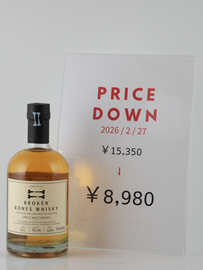 PRICE
DOWN
2026 / 2 / 27
￥15,350
↓
￥8,980
BROKEN
BONES WHISKY
SINGLE MALT WHISKY